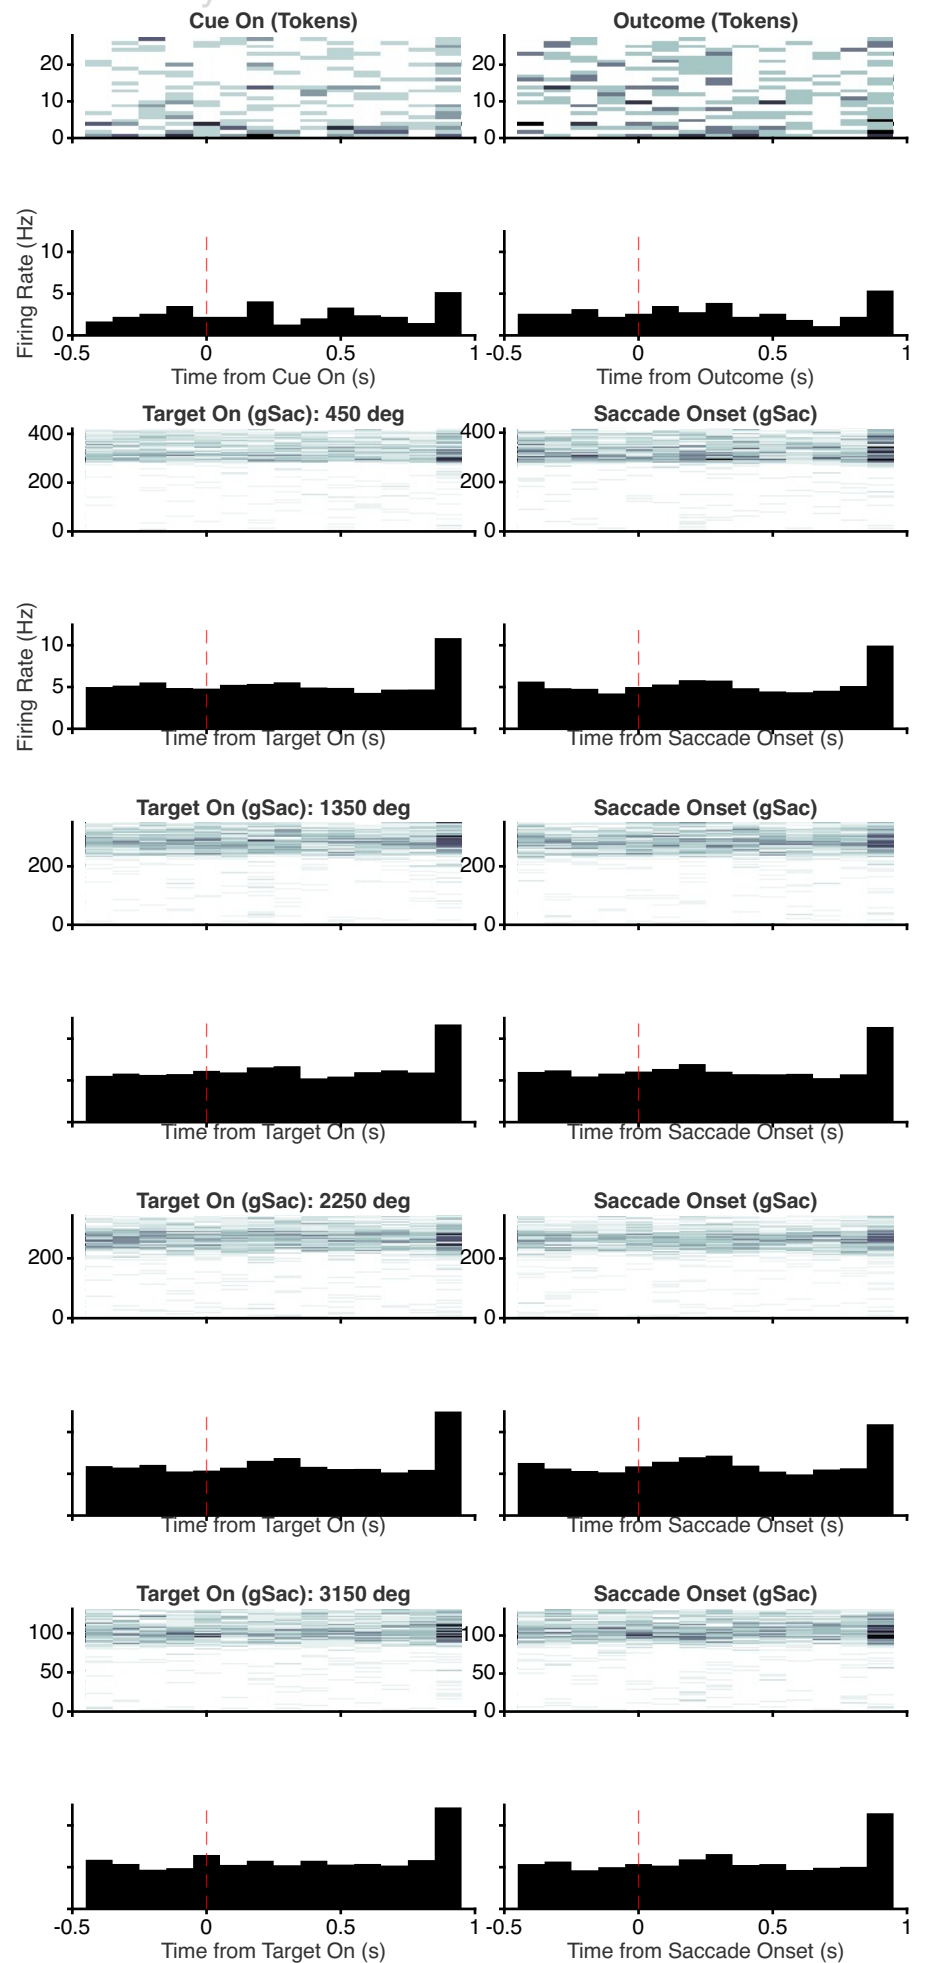 Cue On (Tokens) Outcome (Tokens)
20 20
10 10
0 0
Firing Rate (Hz)
10
5
0
-0.5 0 0.5 1 -0.5 0 0.5 1
Time from Cue On (s) Time from Outcome (s)
Target On (gSac): 450 deg Saccade Onset (gSac)
400 400
200 200
0 0
Firing Rate (Hz)
10
5
0
Time from Target On (s) Time from Saccade Onset (s)
Target On (gSac): 1350 deg Saccade Onset (gSac)
200 200
0 0
Time from Target On (s) Time from Saccade Onset (s)
Target On (gSac): 2250 deg Saccade Onset (gSac)
200 200
0 0
Time from Target On (s) Time from Saccade Onset (s)
Target On (gSac): 3150 deg Saccade Onset (gSac)
100 100
50 50
0 0
-0.5 0 0.5 1 -0.5 0 0.5 1
Time from Target On (s) Time from Saccade Onset (s)